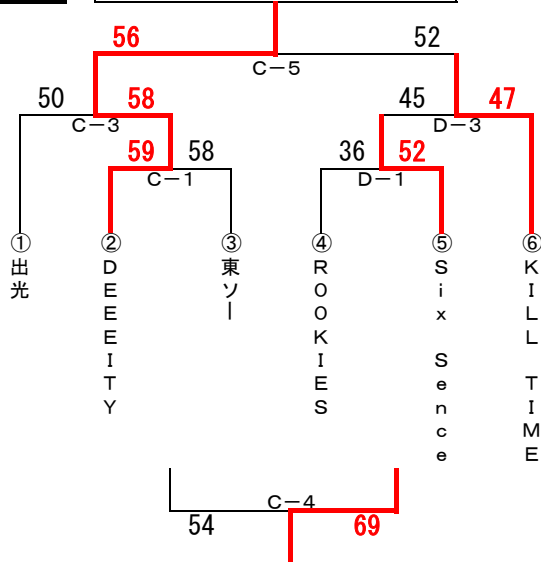 56 52
C－5
50 58 45 47
C－3 D－3
59 58 36 52
C－1 D－1
① ② ③ ④ ⑤ ⑥
出光
DEEEITY
東ソー
ROOKIES
Six Sence
KILL TIME
C－4
54 69